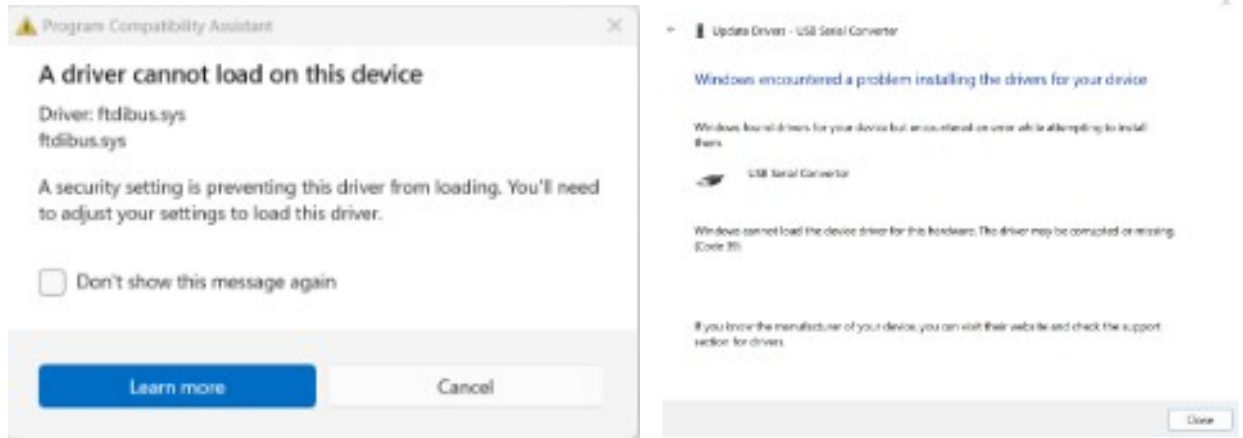 Program Compatibility Assistant
A driver cannot load on this device
Driver: ftdibus.sys
ftdibus.sys
A security setting is preventing this driver from loading. You'll need
to adjust your settings to load this driver.
Don't show this message again
Learn more
Cancel
Update Drivers - USB Serial Converter
Windows encountered a problem installing the drivers for your device
Windows found drivers for your device but encountered an error while attempting to install
them.
USB Serial Converter
Windows cannot load the device driver for this hardware. The driver may be corrupted or missing.
(Code 39)
If you know the manufacturer of your device, you can visit their website and check the support
section for drivers.
Close